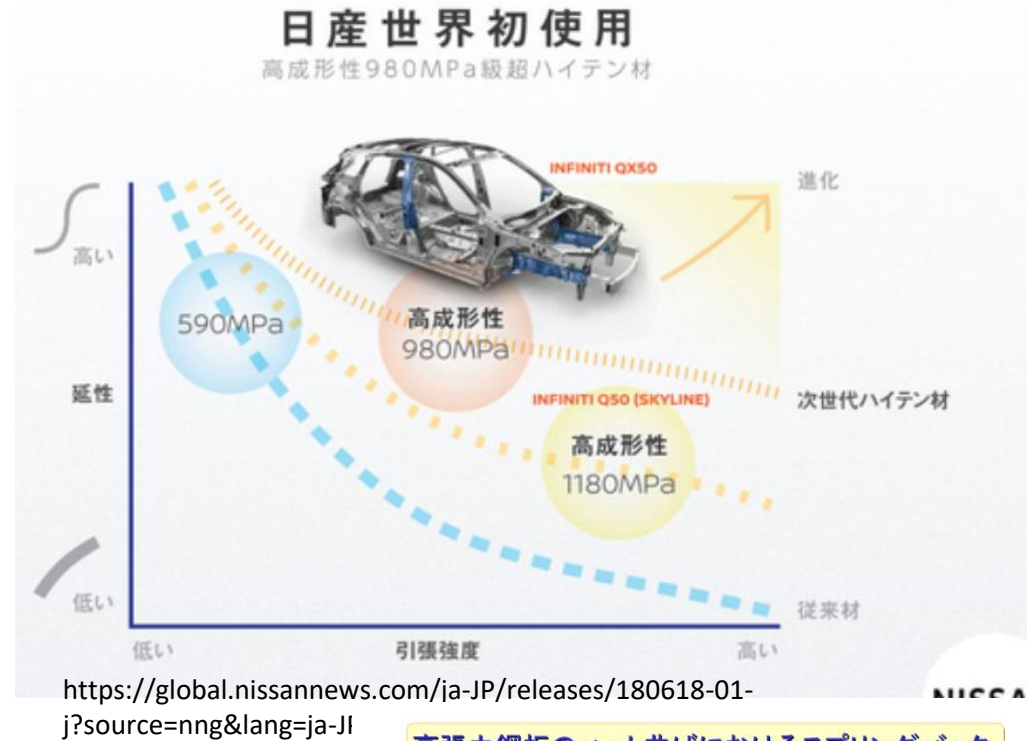 日産世界初使用
高成形性980MPa級超ハイテン材
INFINITI QX50
進化
高い
590MPa
高成形性
980MPa
延性
INFINITI Q50 (SKYLINE)
次世代ハイテン材
高成形性
1180MPa
低い
従来材
低い
引張強度
高い
https://global.nissannews.com/ja-JP/releases/180618-01-
j?source=nng&lang=ja-JP